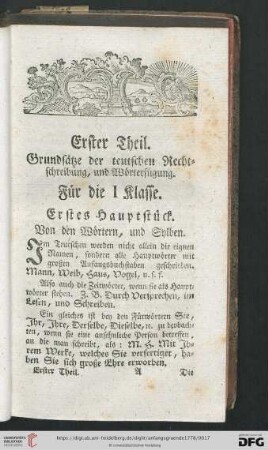 Erster Theil.
Grundsätze der teutschen Recht-
schreibung, und Wörterfügung.
Für die I Klasse.
Erstes Hauptstück.
Von den Wörtern, und Sylben.
Im Teutschen werden nicht allein die eignen
Namen, sondern alle Hauptwörter mit
großen Anfangsbuchstaben geschrieben.
Mann, Weib, Haus, Vogel, u. s. f.
Also auch die Zeitwörter, wenn sie als Haupt-
wörter stehen. Z. B. Durch Versprechen, im
Lesen, und Schreiben.
Ein gleiches ist bey den Fürwörtern Sie,
Ihr, Ihre, Derselbe, Dieselbe, ic. zu beobach-
ten, wenn sie eine ansehnliche Person betreffen,
an die man schreibt, als: M. H. Mit Ih-
rem Werke, welches Sie verfertiget, ha-
ben Sie sich große Ehre erworben.
Erster Theil. A Die